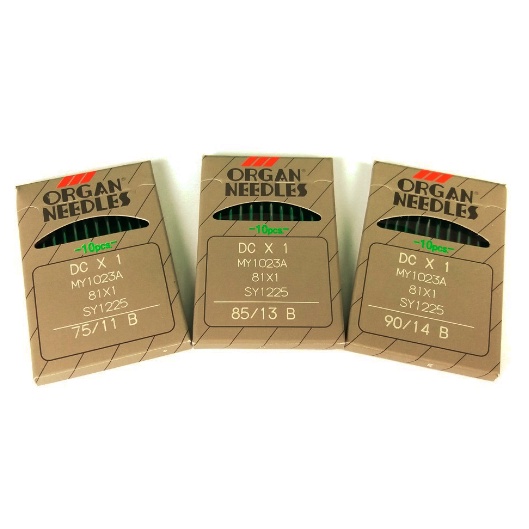 ORGAN®
NEEDLES
-10pcs.-
DC X 1
MY1023A
81X1
SY1225
75/11 B
ORGAN®
NEEDLES
-10pcs.-
DC X 1
MY1023A
81X1
SY1225
85/13 B
ORGAN®
NEEDLES
-10pcs.-
DC X 1
MY1023A
81X1
SY1225
90/14 B